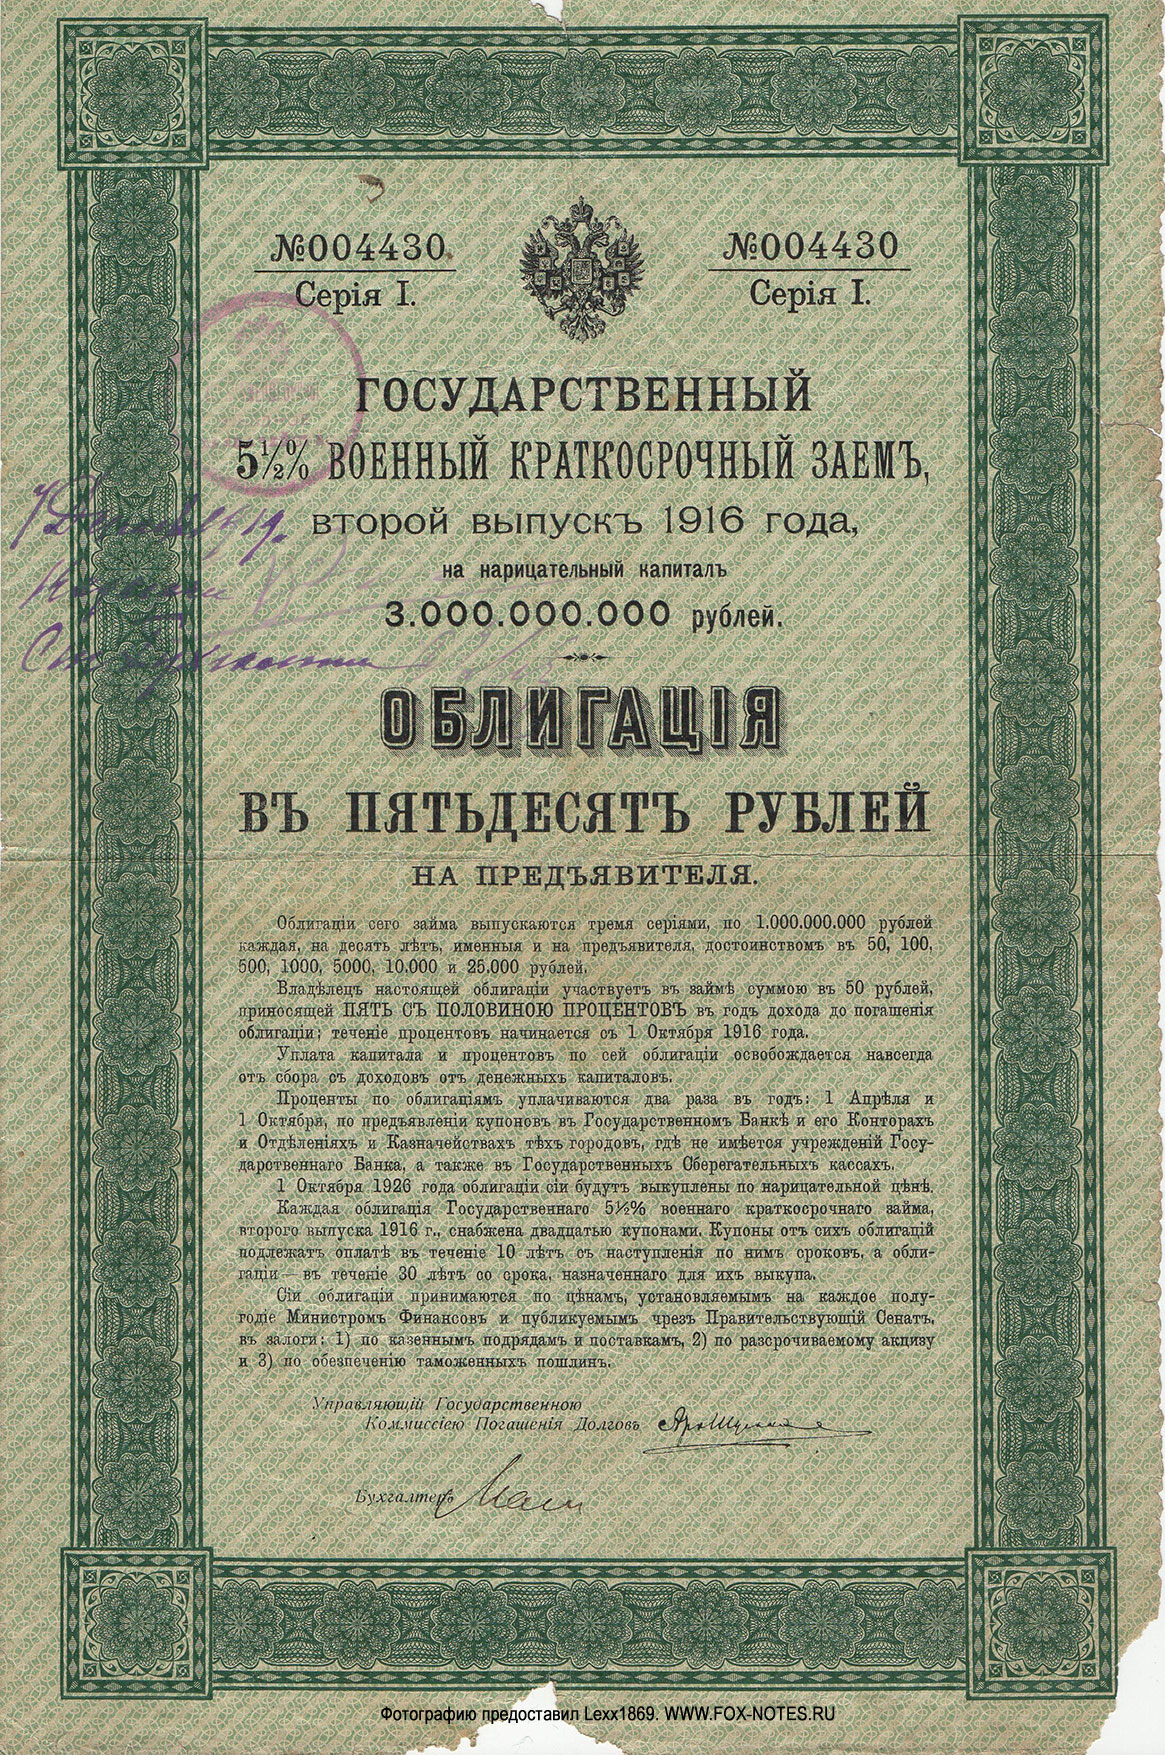 №004430
Серія I.
№004430
Серія I.
ГОСУДАРСТВЕННЫЙ
5½% ВОЕННЫЙ КРАТКОСРОЧНЫЙ ЗАЕМЪ,
ВТОРОЙ ВЫПУСКЪ 1916 ГОДА,
НА НАРИЦАТЕЛЬНЫЙ КАПИТАЛЪ
3.000.000.000 рублей.
ОБЛИГАЦІЯ
ВЪ ПЯТЬДЕСЯТЪ РУБЛЕЙ
НА ПРЕДЪЯВИТЕЛЯ.
Облигаціи сего займа выпускаются тремя серіями, по 1.000.000.000 рублей
каждая, на десять лѣтъ, именныя и на предъявителя, достоинствомъ въ 50, 100,
500, 1000, 5000, 10.000 и 25.000 рублей.
Владѣлецъ настоящей облигаціи участвуетъ въ займѣ суммою въ 50 рублей,
приносящей ПЯТЬ СЪ ПОЛОВИНОЮ ПРОЦЕНТОВЪ въ годъ дохода до погашенія
облигаціи; теченіе процентовъ начинается съ 1 Октября 1916 года.
Уплата капитала и процентовъ по сей облигаціи освобождается навсегда
отъ сбора съ доходовъ отъ денежныхъ капиталовъ.
Проценты по облигаціямъ уплачиваются два раза въ годъ: 1 Апрѣля и
1 Октября, по предъявленіи купоновъ въ Государственномъ Банкѣ и его Конторахъ
и Отдѣленіяхъ и Казначействахъ тѣхъ городовъ, гдѣ не имѣется учрежденій Госу-
дарственнаго Банка, а также въ Государственныхъ Сберегательныхъ кассахъ.
1 Октября 1926 года облигаціи сіи будутъ выкуплены по нарицательной цѣнѣ.
Каждая облигація Государственнаго 5½% военнаго краткосрочнаго займа,
второго выпуска 1916 г., снабжена двадцатью купонами. Купоны отъ сихъ облигацій
подлежатъ оплатѣ въ теченіе 10 лѣтъ съ наступленія по нимъ сроковъ, а обли-
гаціи — въ теченіе 30 лѣтъ со срока, назначеннаго для ихъ выкупа.
Сіи облигаціи принимаются по цѣнамъ, установляемымъ на каждое полу-
годіе Министромъ Финансовъ и публикуемымъ чрезъ Правительствующій Сенатъ,
въ залоги: 1) по казеннымъ подрядамъ и поставкамъ, 2) по разсрочиваемому акцизу
и 3) по обезпеченію таможенныхъ пошлинъ.
Управляющій Государственною
Коммиссіею Погашенія Долговъ
Бухгалтеръ
Фотографию предоставил Lexx1869. WWW.FOX-NOTES.RU